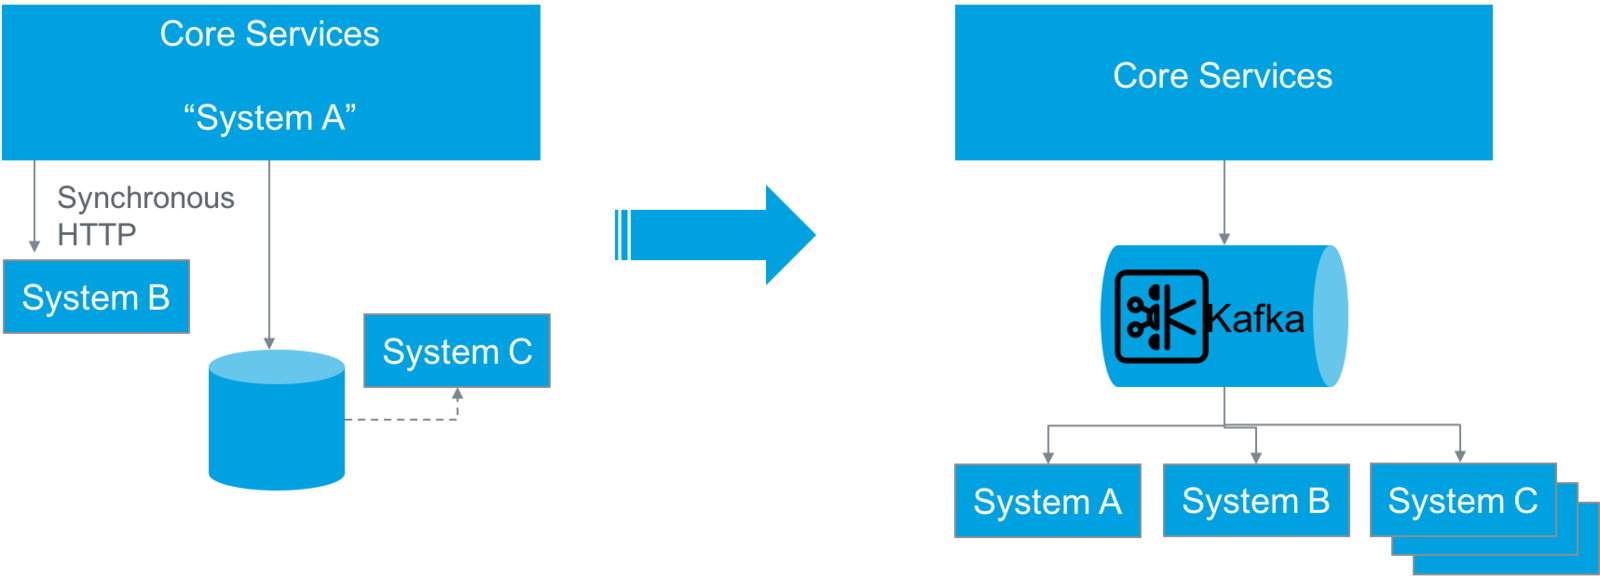 Core Services
“System A”
Synchronous
HTTP
System B
System C
Core Services
Kafka
System A
System B
System C